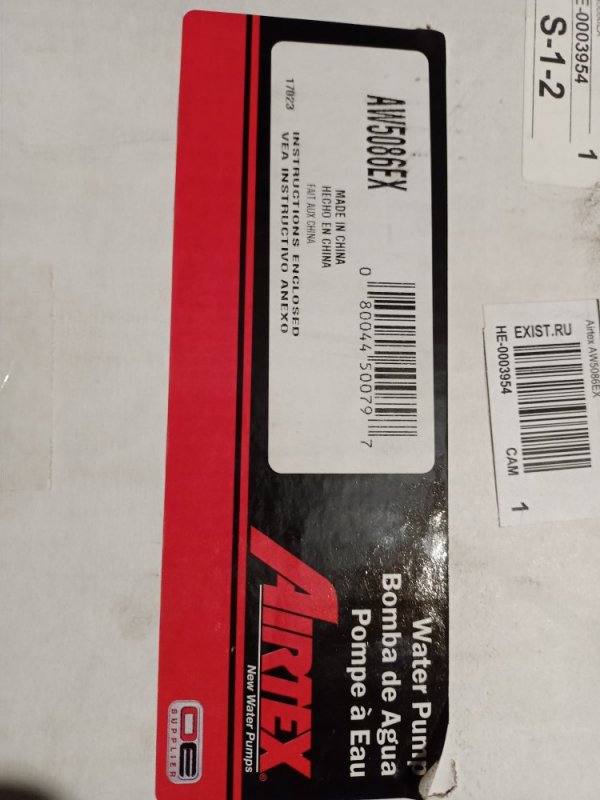 AW5086EX
MADE IN CHINA
HECHO EN CHINA
FAIT AUX CHINA
17823
INSTRUCTIONS ENCLOSED
VEA INSTRUCTIVO ANEXO
0 80044 50079 7
Water Pump
Bomba de Agua
Pompe à Eau
AIRTEX®
New Water Pumps
OE
SUPPLIER
E-0003954
S-1-2
1
Airtex AW5086EX
EXIST.RU
HE-0003954
CAM
1